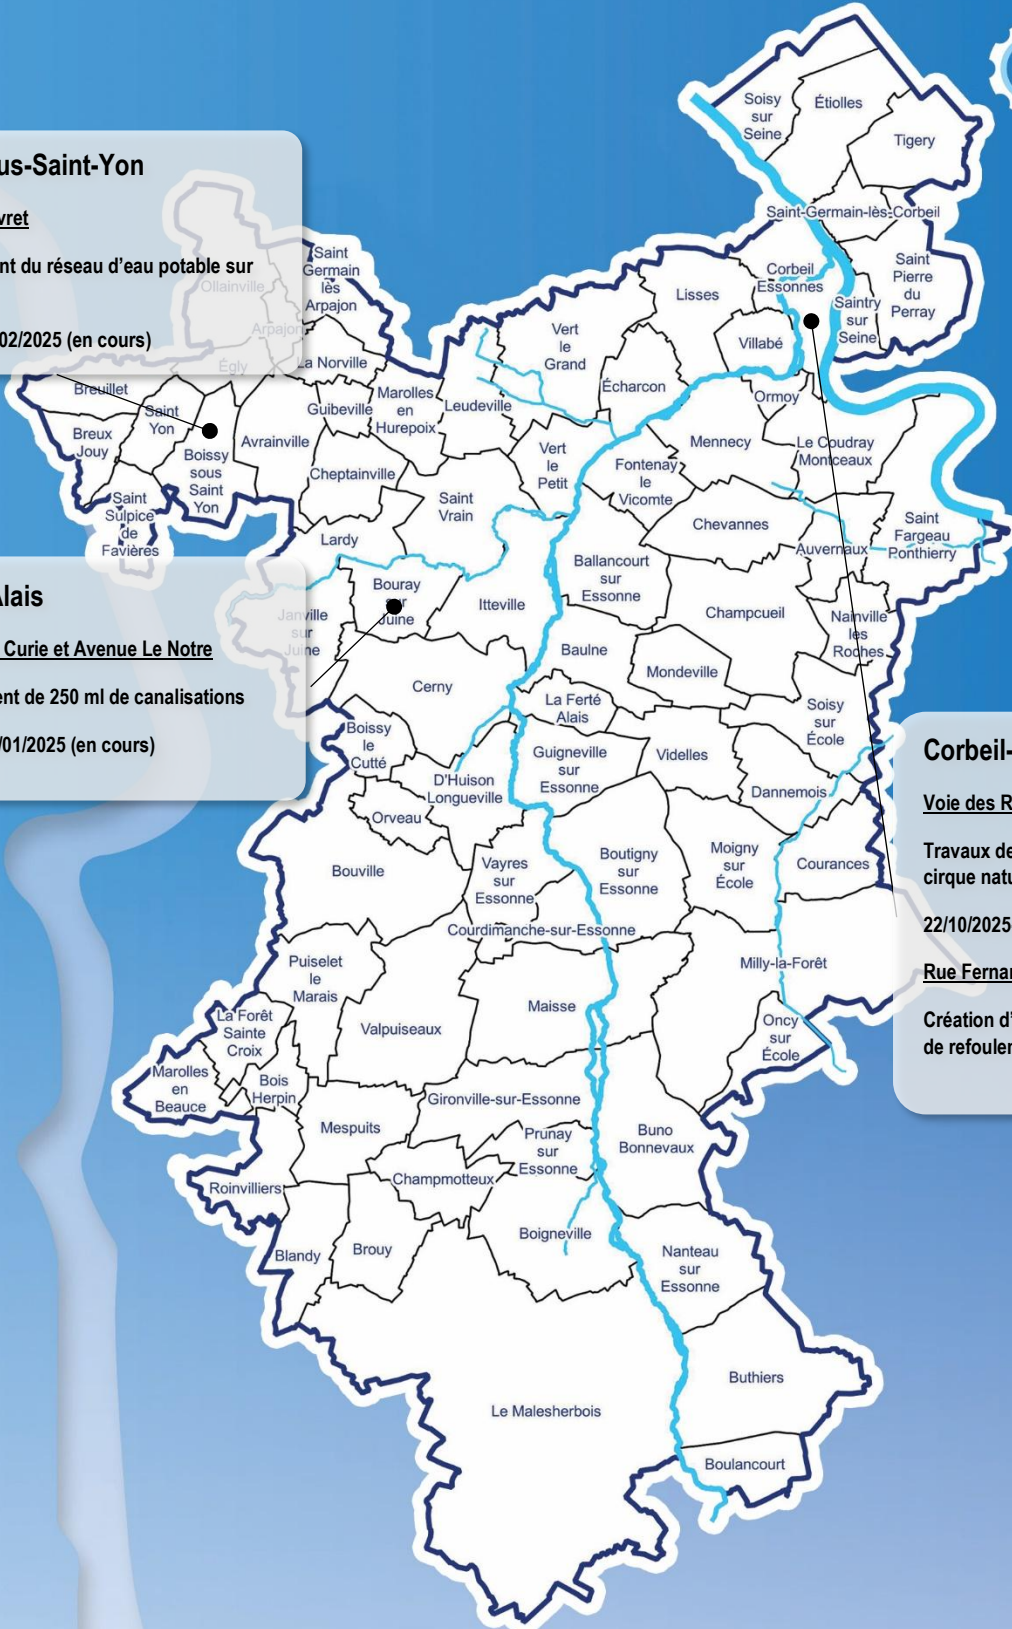 us-Saint-Yon
vret
nt du réseau d’eau potable sur
02/2025 (en cours)
Alais
Curie et Avenue Le Notre
ent de 250 ml de canalisations
/01/2025 (en cours)
Corbeil-
Voie des R
Travaux de
cirque natu
22/10/2025
Rue Fernan
Création d’
de refoulem
Soisy
sur
Seine
Étiolles
Tigery
Saint-Germain-lès-Corbeil
Saint
Pierre
du
Perray
Corbeil
Essonnes
Saintry
sur
Seine
Lisses
Villabé
Ormoy
Le Coudray
Montceaux
Saint
Fargeau
Ponthierry
Auvernaux
Nainville
les
Roches
Vert
le
Grand
Écharcon
Mennecy
Fontenay
le
Vicomte
Chevannes
Vert
le
Petit
Leudeville
Marolles
en
Hurepoix
Saint
Germain
lès
Arpajon
Ollainville
Arpajon
La Norville
Égly
Guibeville
Avrainville
Cheptainville
Breuillet
Breux
Jouy
Saint
Yon
Boissy
sous
Saint
Yon
Saint
Sulpice
de
Favières
Saint
Vrain
Lardy
Bouray
sur
Juine
Janville
sur
Juine
Itteville
Ballancourt
sur
Essonne
Champcueil
Baulne
Mondeville
Cerny
La Ferté
Alais
Soisy
sur
École
Boissy
le
Cutté
D'Huison
Longueville
Guigneville
sur
Essonne
Videlles
Dannemois
Orveau
Bouville
Vayres
sur
Essonne
Boutigny
sur
Essonne
Moigny
sur
École
Courances
Courdimanche-sur-Essonne
Milly-la-Forêt
Puiselet
le
Marais
Valpuiseaux
Maisse
Oncy
sur
École
La Forêt
Sainte
Croix
Marolles
en
Beauce
Bois
Herpin
Mespuits
Gironville-sur-Essonne
Prunay
sur
Essonne
Buno
Bonnevaux
Roinvilliers
Champmotteux
Blandy
Brouy
Boigneville
Nanteau
sur
Essonne
Buthiers
Le Malesherbois
Boulancourt